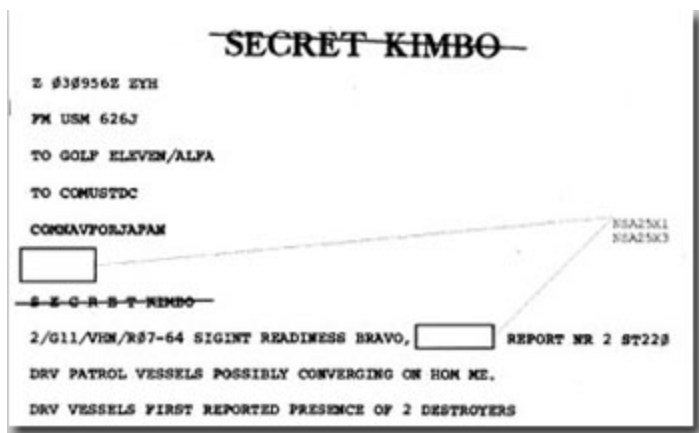 SECRET KIMBO
Z Ø3Ø956Z ZYH
FM USM 626J
TO GOLF ELEVEN/ALFA
TO COMUSTDC
COMNAVFORJAPAN
NSA25X1
NSA25X3
S E C R E T KIMBO
2/G11/VHN/RØ7-64 SIGINT READINESS BRAVO, REPORT NR 2 ST22Ø
DRV PATROL VESSELS POSSIBLY CONVERGING ON HOM ME.
DRV VESSELS FIRST REPORTED PRESENCE OF 2 DESTROYERS